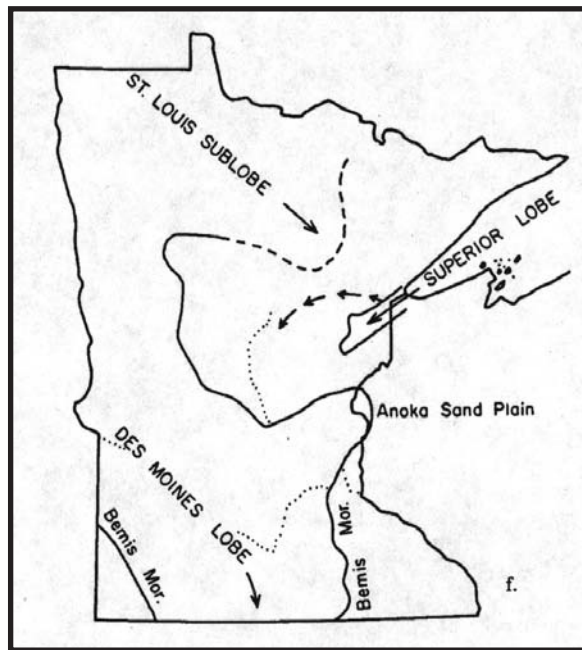 ST. LOUIS SUBLOBE
SUPERIOR LOBE
Anoka Sand Plain
DES MOINES LOBE
Bemis Mor.
Bemis Mor.
f.